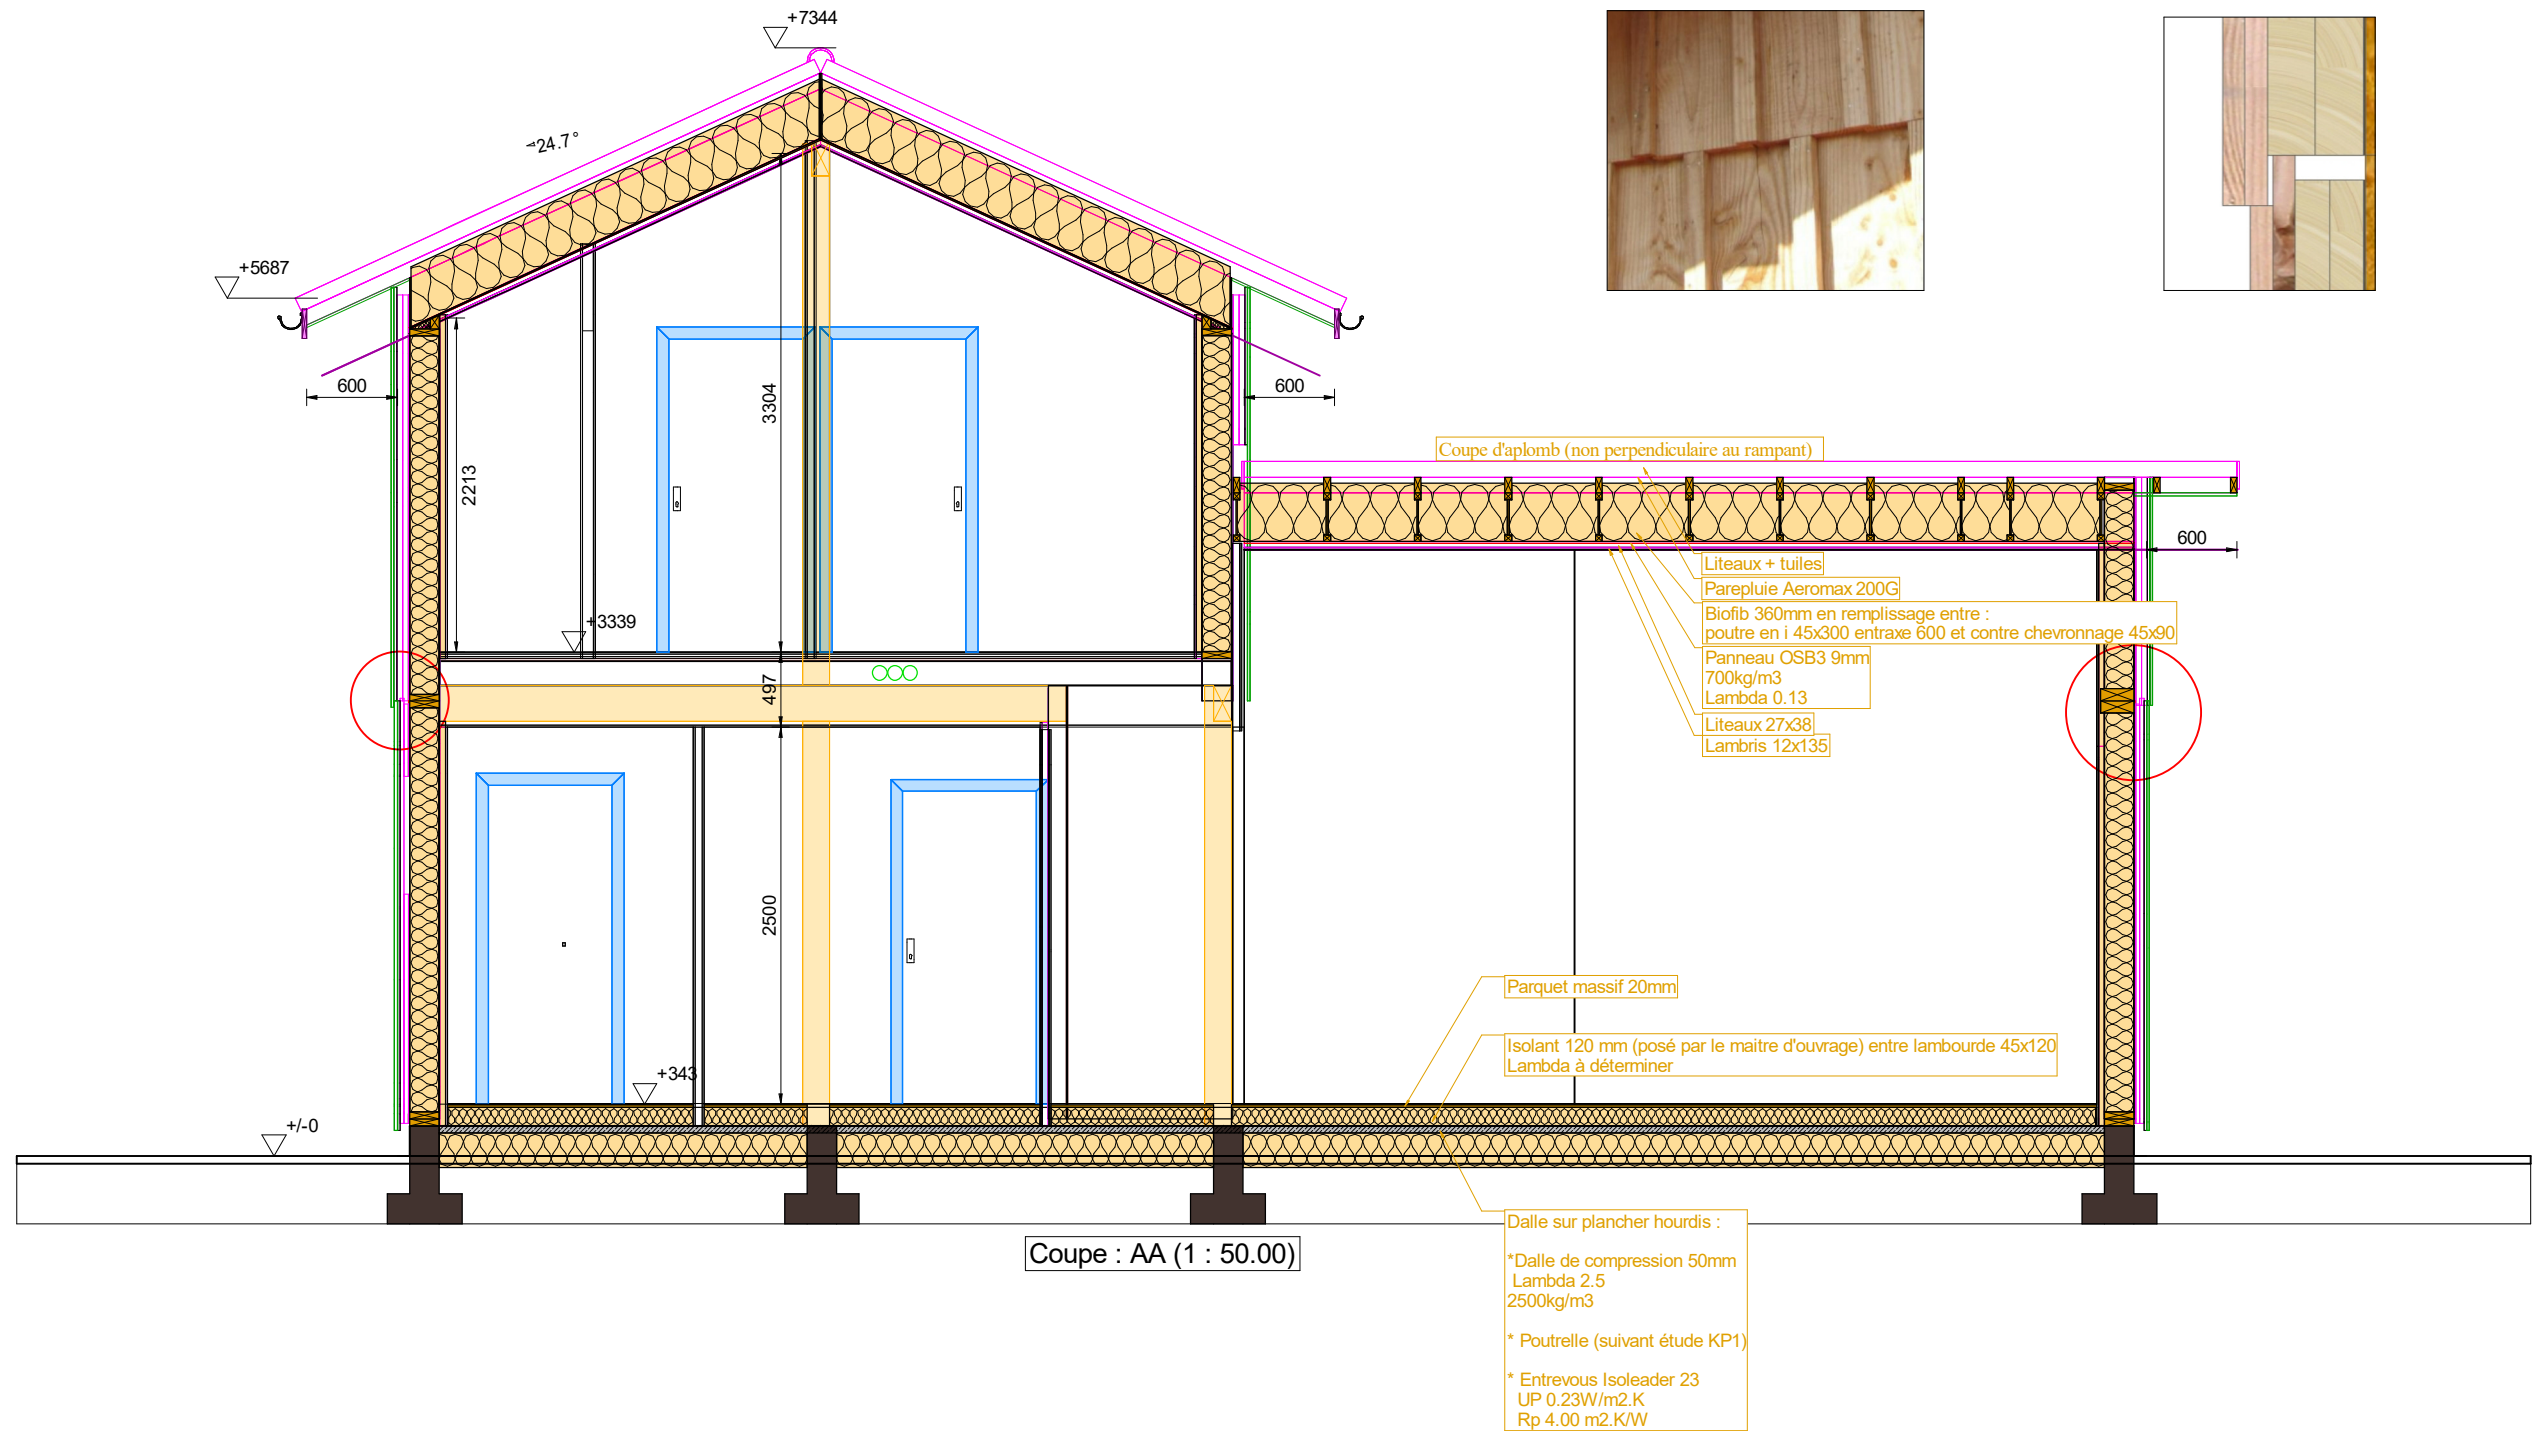 +7344
24.7°
+5687
600
600
3304
2213
Coupe d'aplomb (non perpendiculaire au rampant)
600
Liteaux + tuiles
Parepluie Aeromax 200G
Biofib 360mm en remplissage entre :
poutre en i 45x300 entraxe 600 et contre chevronnage 45x90
+3339
Panneau OSB3 9mm
700kg/m3
Lambda 0.13
497
Liteaux 27x38
Lambris 12x135
2500
Parquet massif 20mm
Isolant 120 mm (posé par le maitre d'ouvrage) entre lambourde 45x120
Lambda à déterminer
+343
+/-0
Dalle sur plancher hourdis :
Coupe : AA (1 : 50.00)
*Dalle de compression 50mm
Lambda 2.5
2500kg/m3
* Poutrelle (suivant étude KP1)
* Entrevous Isoleader 23
UP 0.23W/m2.K
Rp 4.00 m2.K/W